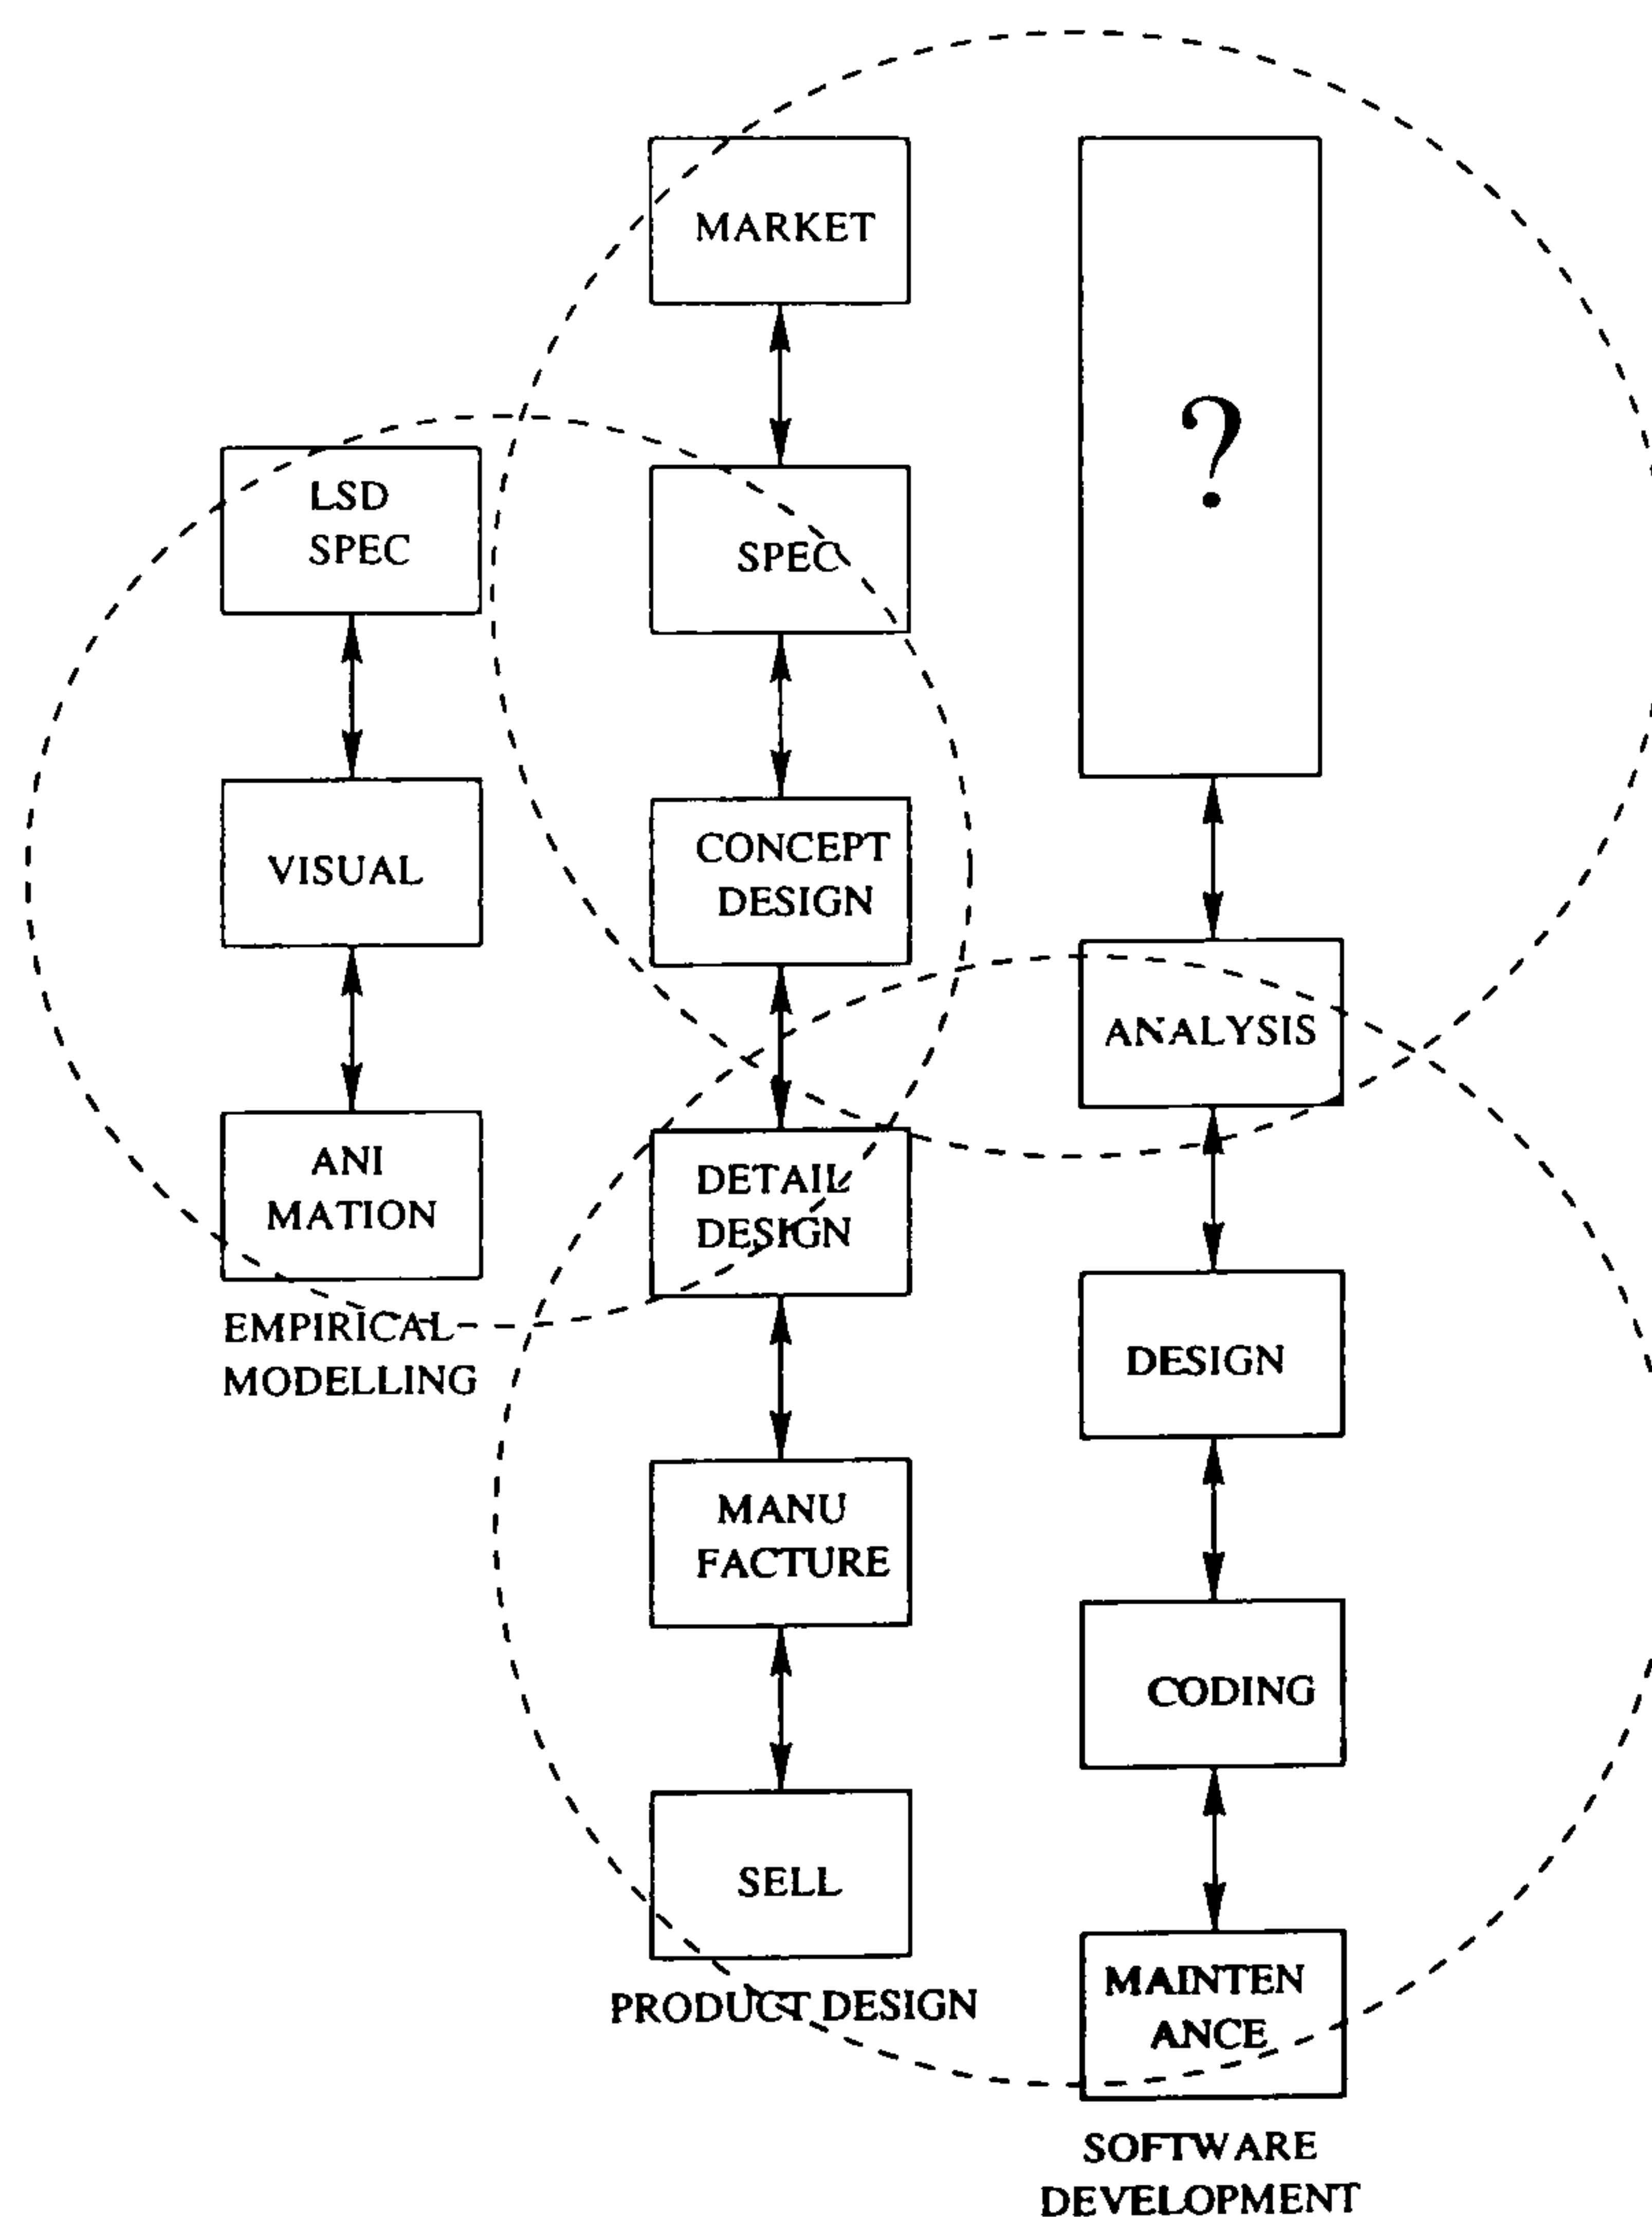 LSD
SPEC
VISUAL
ANI
MATION
EMPIRICAL
MODELLING
MARKET
SPEC
CONCEPT
DESIGN
DETAIL
DESIGN
MANU
FACTURE
SELL
PRODUCT DESIGN
?
ANALYSIS
DESIGN
CODING
MAINTEN
ANCE
SOFTWARE
DEVELOPMENT